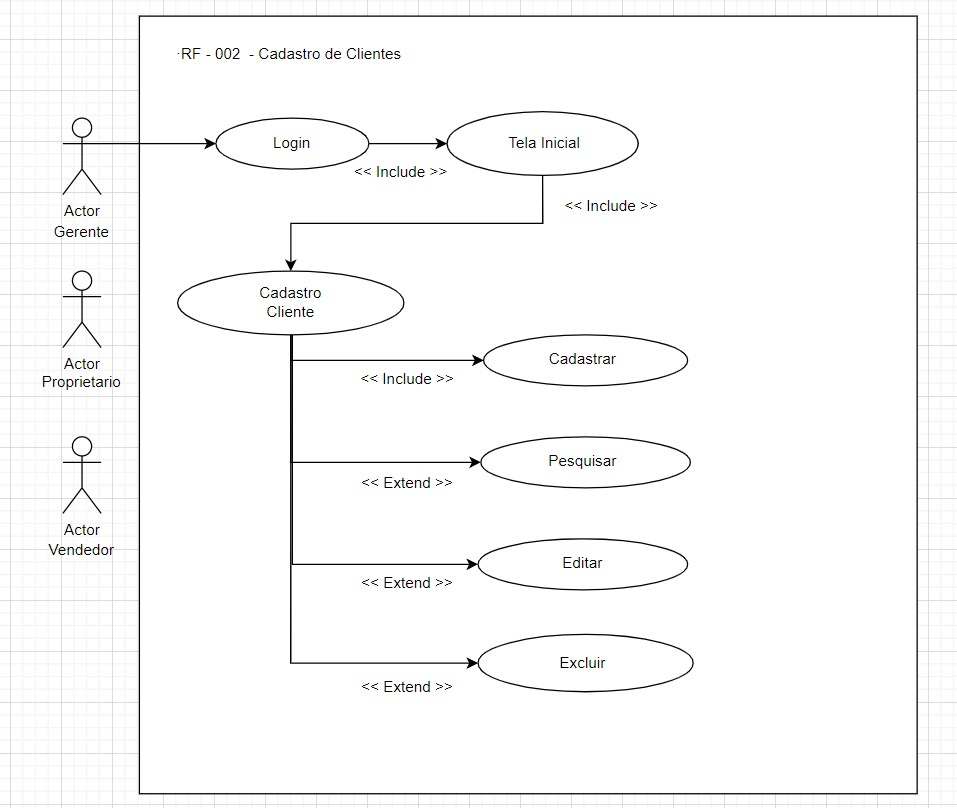 ·RF - 002  - Cadastro de Clientes
Login
Tela Inicial
<< Include >>
<< Include >>
Actor
Gerente
Cadastro
Cliente
Actor
Proprietario
Cadastrar
<< Include >>
Pesquisar
<< Extend >>
Actor
Vendedor
Editar
<< Extend >>
Excluir
<< Extend >>